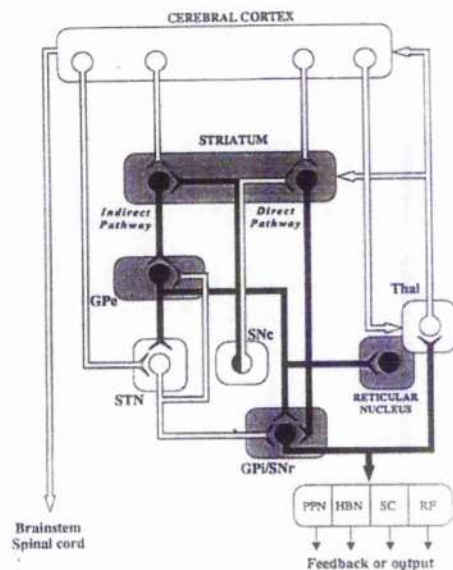 CEREBRAL CORTEX
STRIATUM
Indirect
Pathway
Direct
Pathway
GPe
Thal
SNc
STN
RETICULAR
NUCLEUS
GPi/SNr
PPN HBN SC RF
Brainstem
Spinal cord
Feedback or output